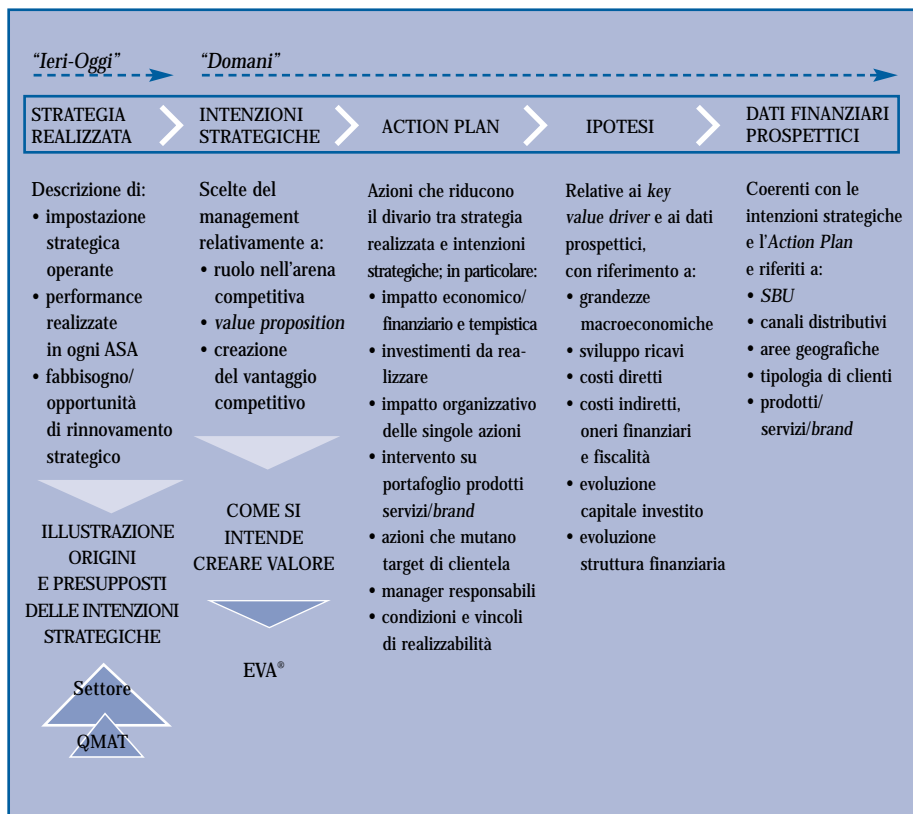 “Ieri-Oggi”
“Domani”
STRATEGIA
REALIZZATA
INTENZIONI
STRATEGICHE
ACTION PLAN
IPOTESI
DATI FINANZIARI
PROSPETTICI
Descrizione di:
• impostazione
strategica
operante
• performance
realizzate
in ogni ASA
• fabbisogno/
opportunità
di rinnovamento
strategico
ILLUSTRAZIONE
ORIGINI
E PRESUPPOSTI
DELLE INTENZIONI
STRATEGICHE
Settore
QMAT
Scelte del
management
relativamente a:
• ruolo nell'arena
competitiva
• value proposition
• creazione
del vantaggio
competitivo
COME SI
INTENDE
CREARE VALORE
EVA®
Azioni che riducono
il divario tra strategia
realizzata e intenzioni
strategiche; in particolare:
• impatto economico/
finanziario e tempistica
• investimenti da rea-
lizzare
• impatto organizzativo
delle singole azioni
• intervento su
portafoglio prodotti
servizi/brand
• azioni che mutano
target di clientela
• manager responsabili
• condizioni e vincoli
di realizzabilità
Relative ai key
value driver e ai dati
prospettici,
con riferimento a:
• grandezze
macroeconomiche
• sviluppo ricavi
• costi diretti
• costi indiretti,
oneri finanziari
e fiscalità
• evoluzione
capitale investito
• evoluzione
struttura finanziaria
Coerenti con le
intenzioni strategiche
e l'Action Plan
e riferiti a:
• SBU
• canali distributivi
• aree geografiche
• tipologia di clienti
• prodotti/
servizi/brand